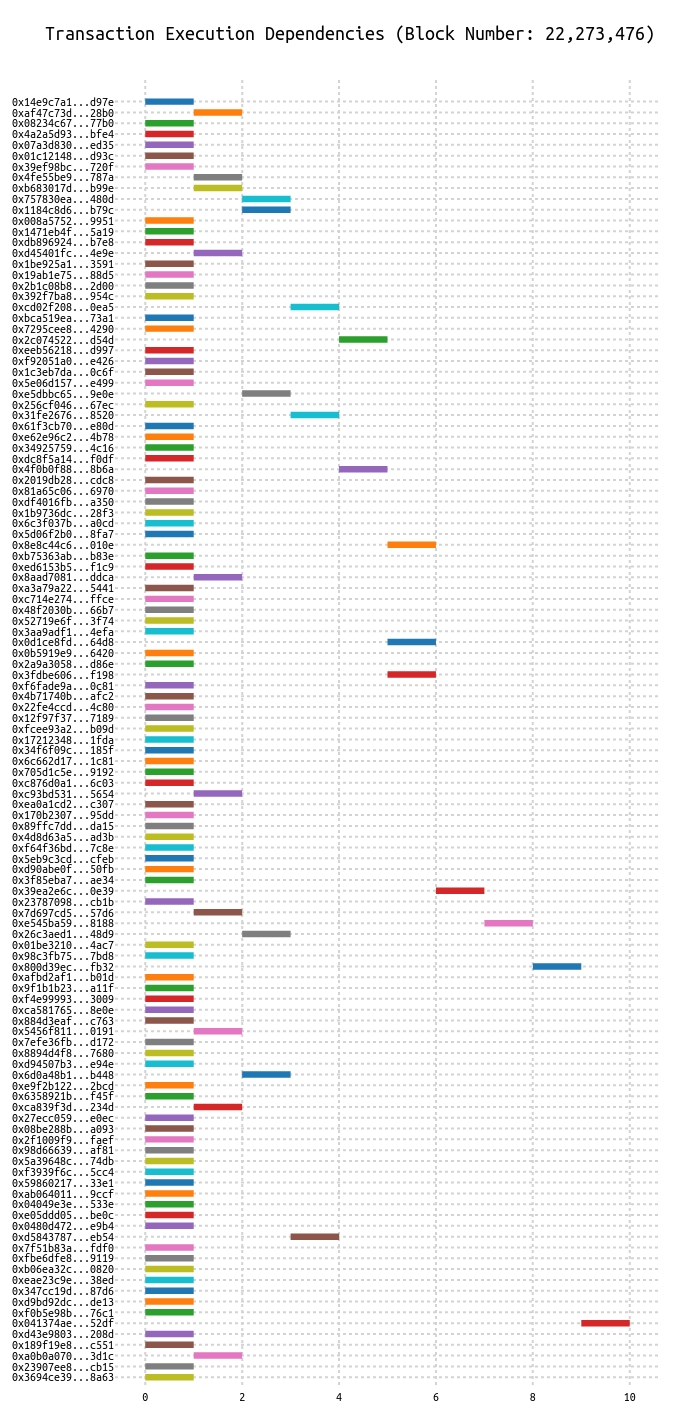 Transaction Execution Dependencies (Block Number: 22,273,476)
0x14e9c7a1...d97e
0xaf47c73d...28b0
0x08234c67...77b0
0x4a2a5d93...bfe4
0x07a3d830...ed35
0x01c12148...d93c
0x39ef98bc...720f
0x4fe55be9...787a
0xb683017d...b99e
0x757830ea...480d
0x1184c8d6...b79c
0x008a5752...9951
0x1471eb4f...5a19
0xdb896924...b7e8
0xd45401fc...4e9e
0x1be925a1...3591
0x19ab1e75...88d5
0x2b1c08b8...2d00
0x392f7ba8...954c
0xcd02f208...0ea5
0xbca519ea...73a1
0x7295cee8...4290
0x2c074522...d54d
0xeeb56218...d997
0xf92051a0...e426
0x1c3eb7da...0c6f
0x5e06d157...e499
0xe5dbbc65...9e0e
0x256cf046...67ec
0x31fe2676...8520
0x61f3cb70...e80d
0xe62e96c2...4b78
0x34925759...4c16
0xdc8f5a14...f0df
0x4f0b0f88...8b6a
0x2019db28...cdc8
0x81a65c06...6970
0xdf4016fb...a350
0x1b9736dc...28f3
0x6c3f037b...a0cd
0x5d06f2b0...8fa7
0x8e8c44c6...010e
0xb75363ab...b83e
0xed6153b5...f1c9
0x8aad7081...ddca
0xa3a79a22...5441
0xc714e274...ffce
0x48f2030b...66b7
0x52719e6f...3f74
0x3aa9adf1...4efa
0x0d1ce8fd...64d8
0x0b5919e9...6420
0x2a9a3058...d86e
0x3fdbe606...f198
0xf6fade9a...0c81
0x4b71740b...afc2
0x22fe4ccd...4c80
0x12f97f37...7189
0xfcee93a2...b09d
0x17212348...1fda
0x34f6f09c...185f
0x6c662d17...1c81
0x705d1c5e...9192
0xc876d0a1...6c03
0xc93bd531...5654
0xea0a1cd2...c307
0x170b2307...95dd
0x89ffc7dd...da15
0x4d8d63a5...ad3b
0xf64f36bd...7c8e
0x5eb9c3cd...cfeb
0xd90abe0f...50fb
0x3f85eba7...ae34
0x39ea2e6c...0e39
0x23787098...cb1b
0x7d697cd5...57d6
0xe545ba59...8188
0x26c3aed1...48d9
0x01be3210...4ac7
0x98c3fb75...7bd8
0x800d39ec...fb32
0xafbd2af1...b01d
0x9f1b1b23...a11f
0xf4e99993...3009
0xca581765...8e0e
0x884d3eaf...c763
0x5456f811...0191
0x7efe36fb...d172
0x8894d4f8...7680
0xd94507b3...e94e
0x6d0a48b1...b448
0xe9f2b122...2bcd
0x6358921b...f45f
0xca839f3d...234d
0x27ecc059...e0ec
0x08be288b...a093
0x2f1009f9...faef
0x98d66639...af81
0x5a39648c...74db
0xf3939f6c...5cc4
0x59860217...33e1
0xab064011...9ccf
0x04049e3e...533e
0xe05ddd05...be0c
0x0480d472...e9b4
0xd5843787...eb54
0x7f51b83a...fdf0
0xfbe6dfe8...9119
0xb06ea32c...0820
0xeae23c9e...38ed
0x347cc19d...87d6
0xd9bd92dc...de13
0xf0b5e98b...76c1
0x041374ae...52df
0xd43e9803...208d
0x189f19e8...c551
0xa0b0a070...3d1c
0x23907ee8...cb15
0x3694ce39...8a63
0 2 4 6 8 10